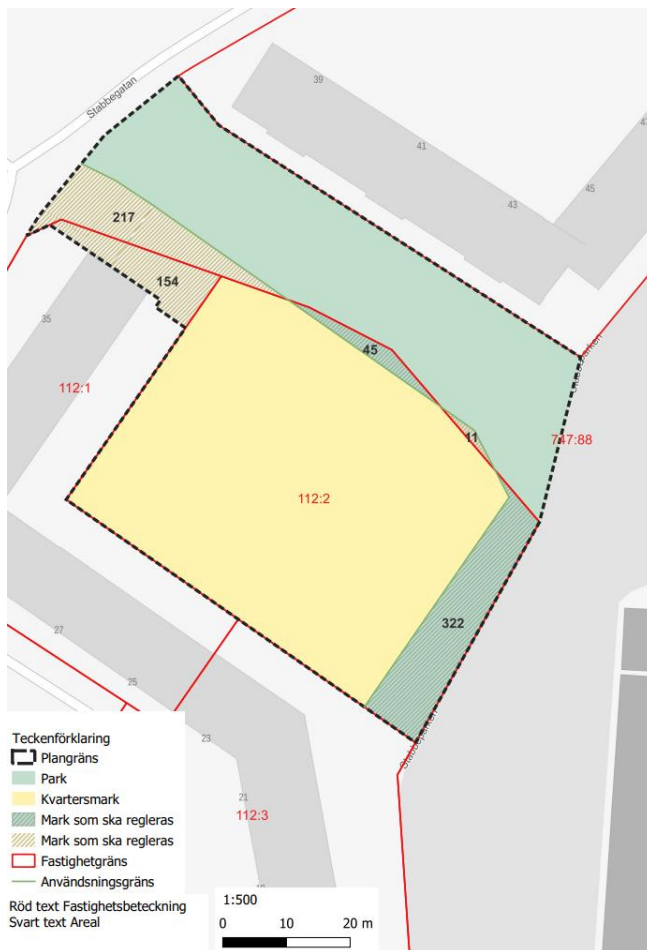 Stabbegatan
39
41
43
45
217
154
35
45
112:1
11
747:88
112:2
322
27
25
23
21
112:3
Stabbeparken
Teckenförklaring
Plangräns
Park
Kvartersmark
Mark som ska regleras
Mark som ska regleras
Fastighetgräns
Användningsgräns
Röd text Fastighetsbeteckning
Svart text Areal
1:500
0 10 20 m